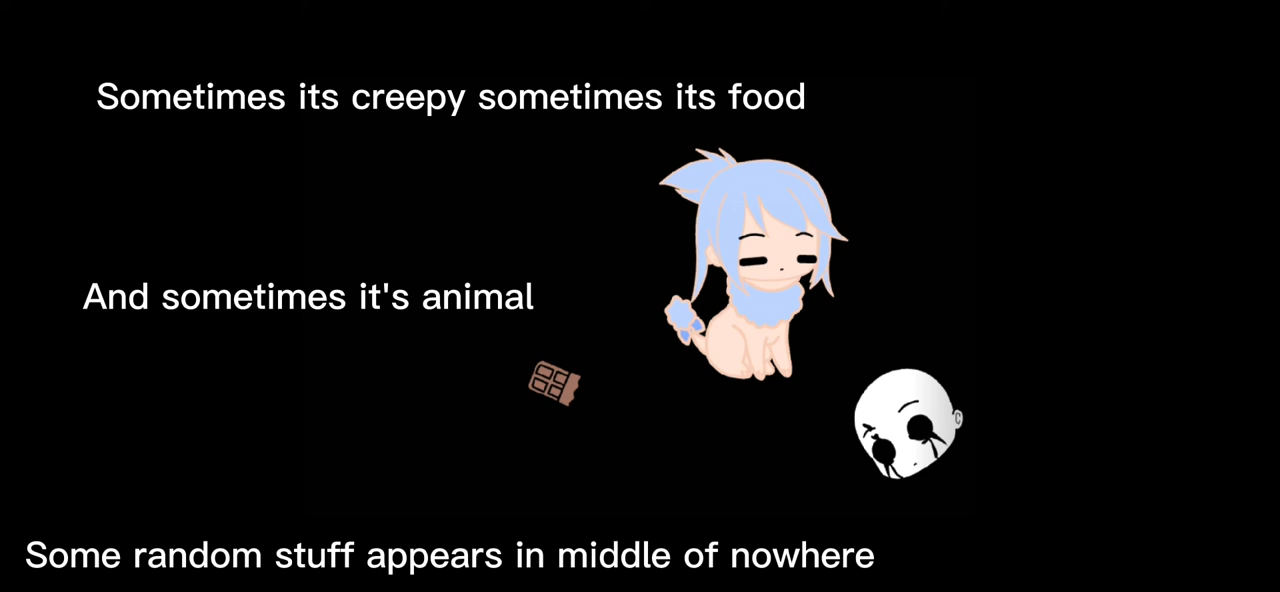 Sometimes its creepy sometimes its food
And sometimes it's animal
Some random stuff appears in middle of nowhere